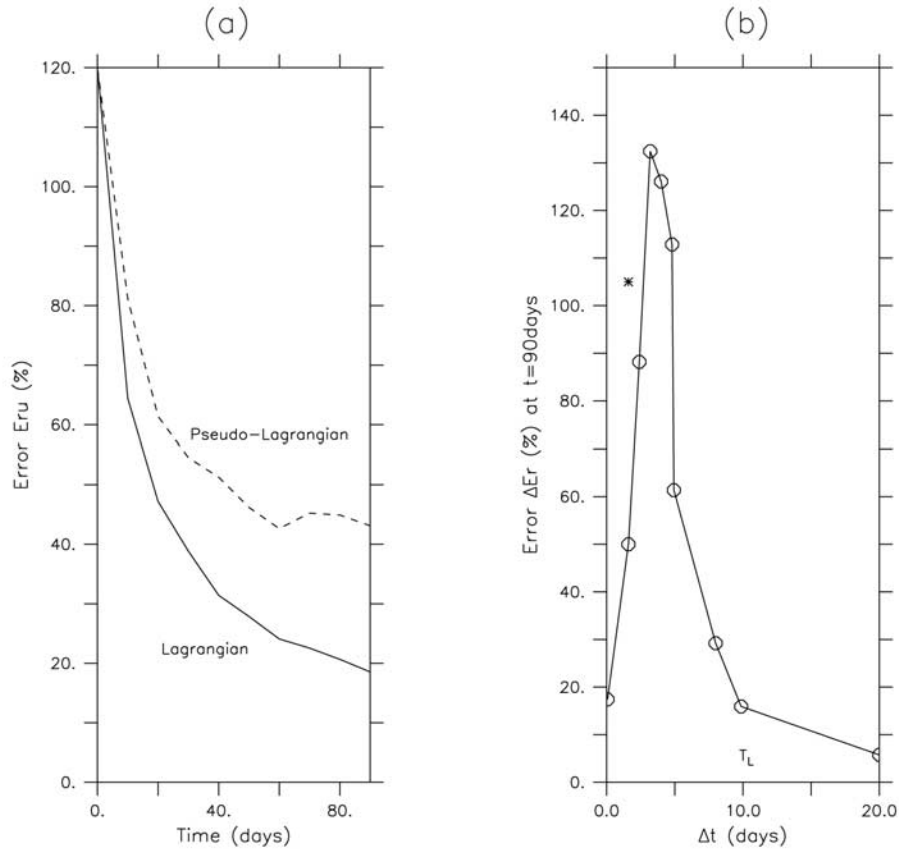 (a)
120.
100.
80.
60.
40.
20.
0.
Error Eru (%)
Pseudo-Lagrangian
Lagrangian
0.
40.
80.
Time (days)
(b)
140.
120.
100.
80.
60.
40.
20.
0.
Error ΔEr (%) at t=90days
*
T_L
0.0
10.0
20.0
Δt (days)